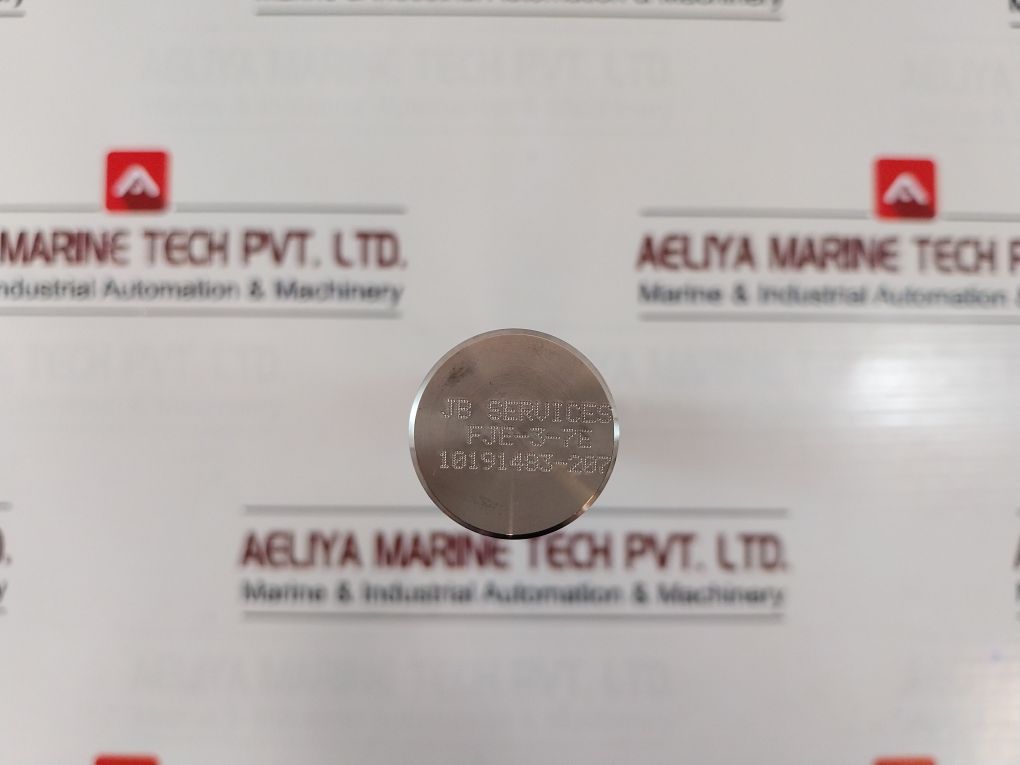 MARINE TECH PVT. LTD.
Industrial Automation & Machinery
AELIYA MARINE TECH
Marine & Industrial Automation &
JB SERVICES
FJE-3-7E
10191483-207
AELIYA MARINE TECH PVT. LTD.
Marine & Industrial Automation & Machinery